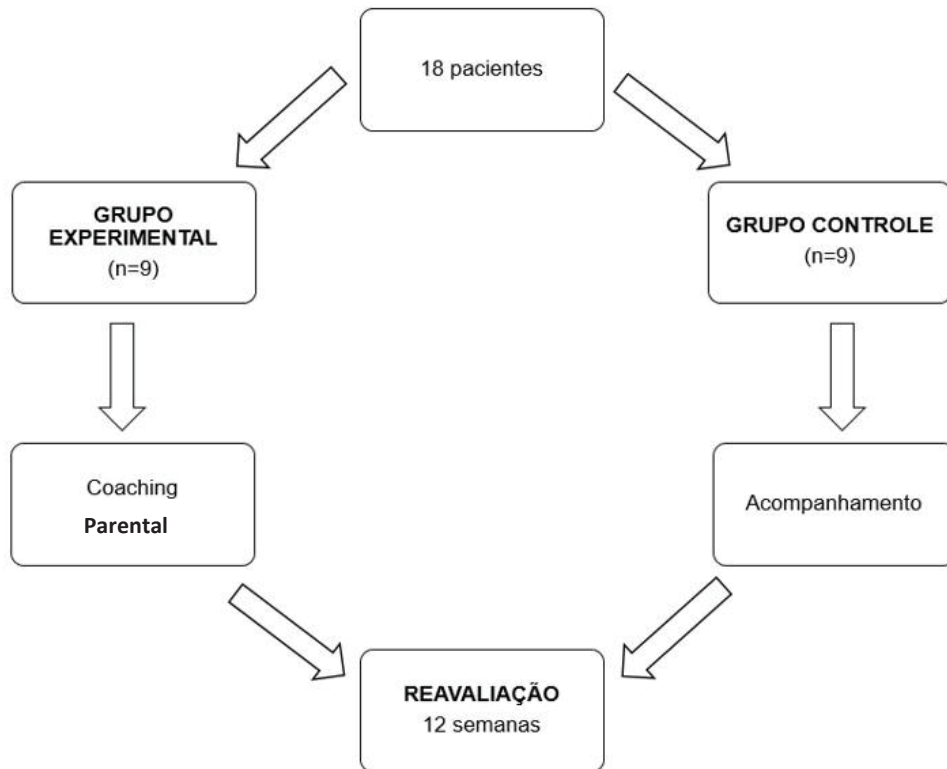 18 pacientes
GRUPO
EXPERIMENTAL
(n=9)
GRUPO CONTROLE
(n=9)
Coaching
Parental
Acompanhamento
REAVALIAÇÃO
12 semanas